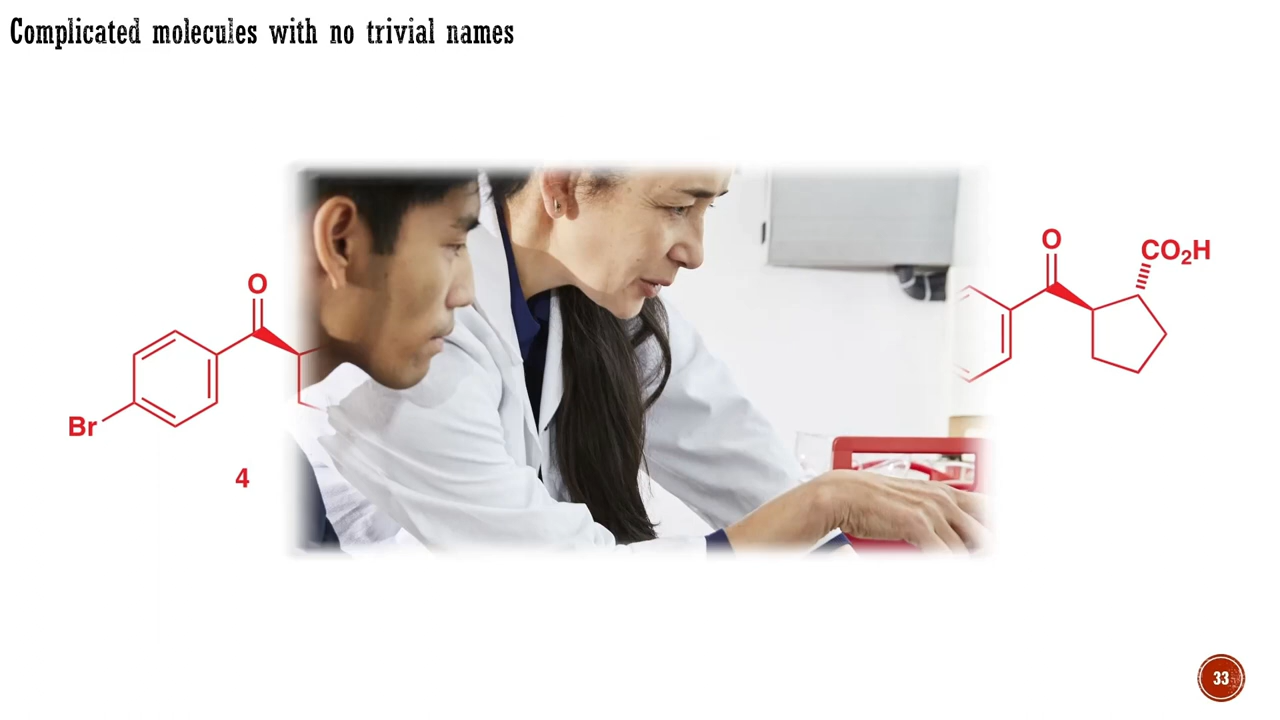 Complicated molecules with no trivial names
O
Br
4
O
CO₂H
33